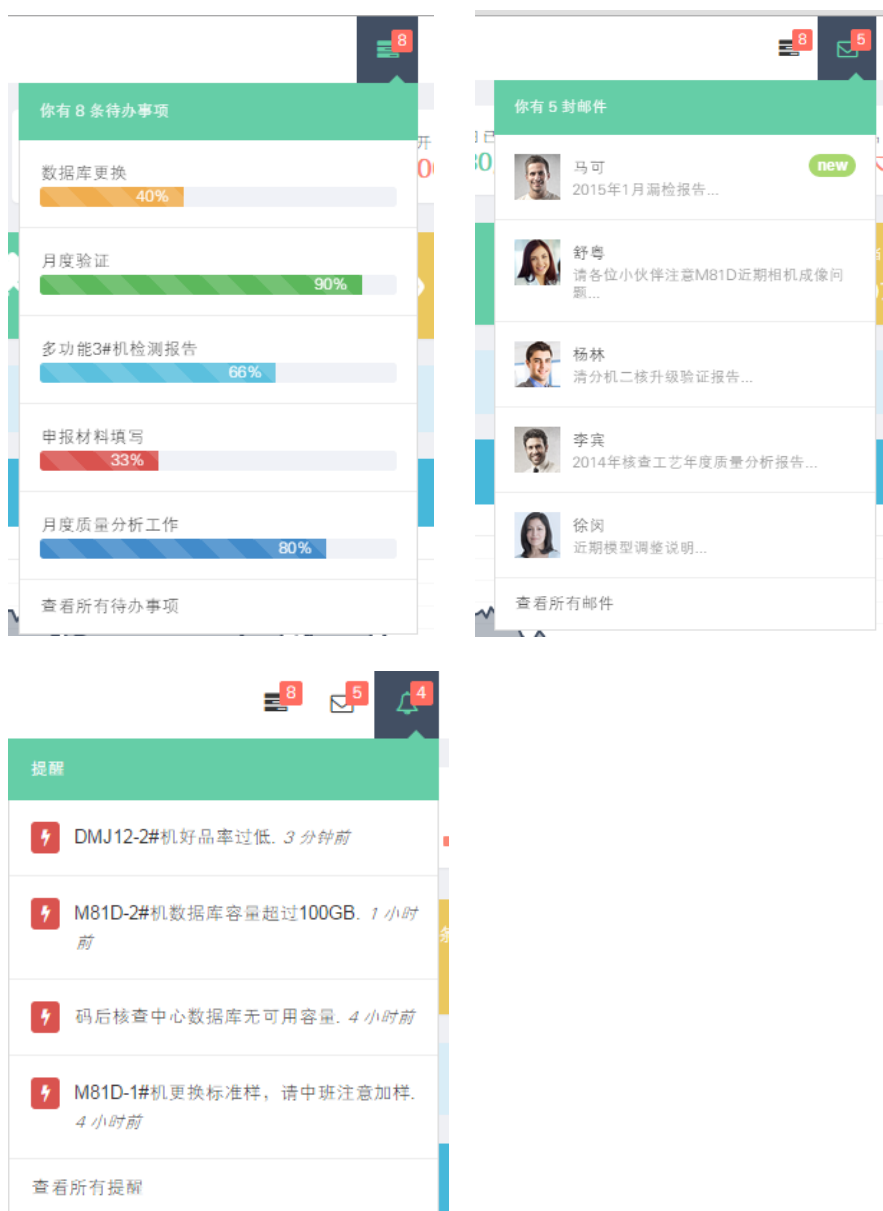 8
你有 8 条待办事项
开
数据库更换
40%
月度验证
90%
多功能3#机检测报告
66%
申报材料填写
33%
月度质量分析工作
80%
查看所有待办事项
8
5
你有 5 封邮件
马可
new
2015年1月漏检报告...
舒粤
请各位小伙伴注意M81D近期相机成像问
题...
杨林
清分机二核升级验证报告...
李宾
2014年核查工艺年度质量分析报告...
徐闵
近期模型调整说明...
查看所有邮件
8
5
4
提醒
DMJ12-2#机好品率过低. 3 分钟前
M81D-2#机数据库容量超过100GB. 1 小时
前
码后核查中心数据库无可用容量. 4 小时前
M81D-1#机更换标准样，请中班注意加样.
4 小时前
查看所有提醒